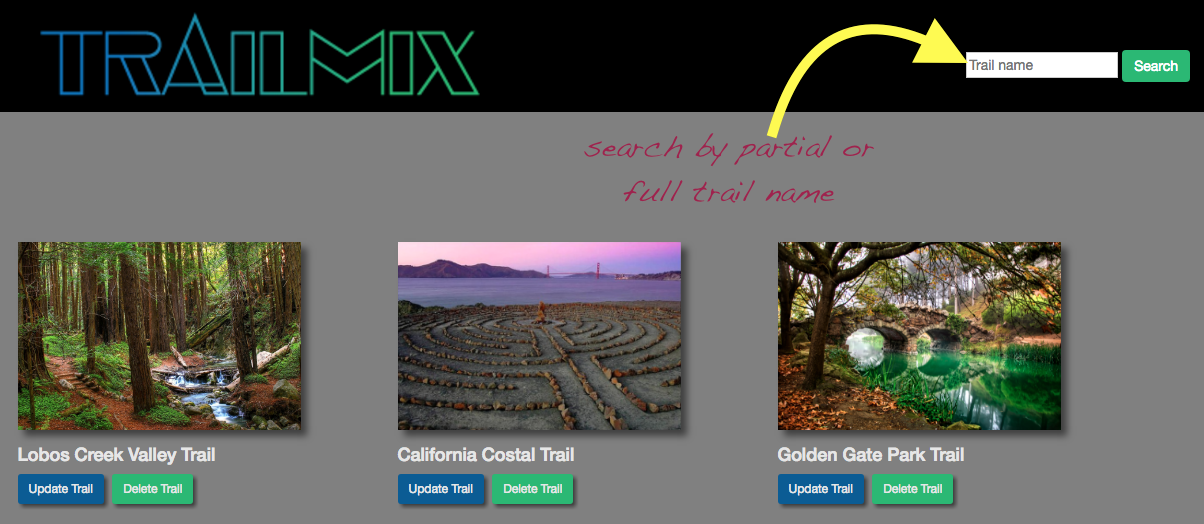 TRAILMIX
Trail name
Search
search by partial or
full trail name
Lobos Creek Valley Trail
California Costal Trail
Golden Gate Park Trail
Update Trail
Delete Trail
Update Trail
Delete Trail
Update Trail
Delete Trail